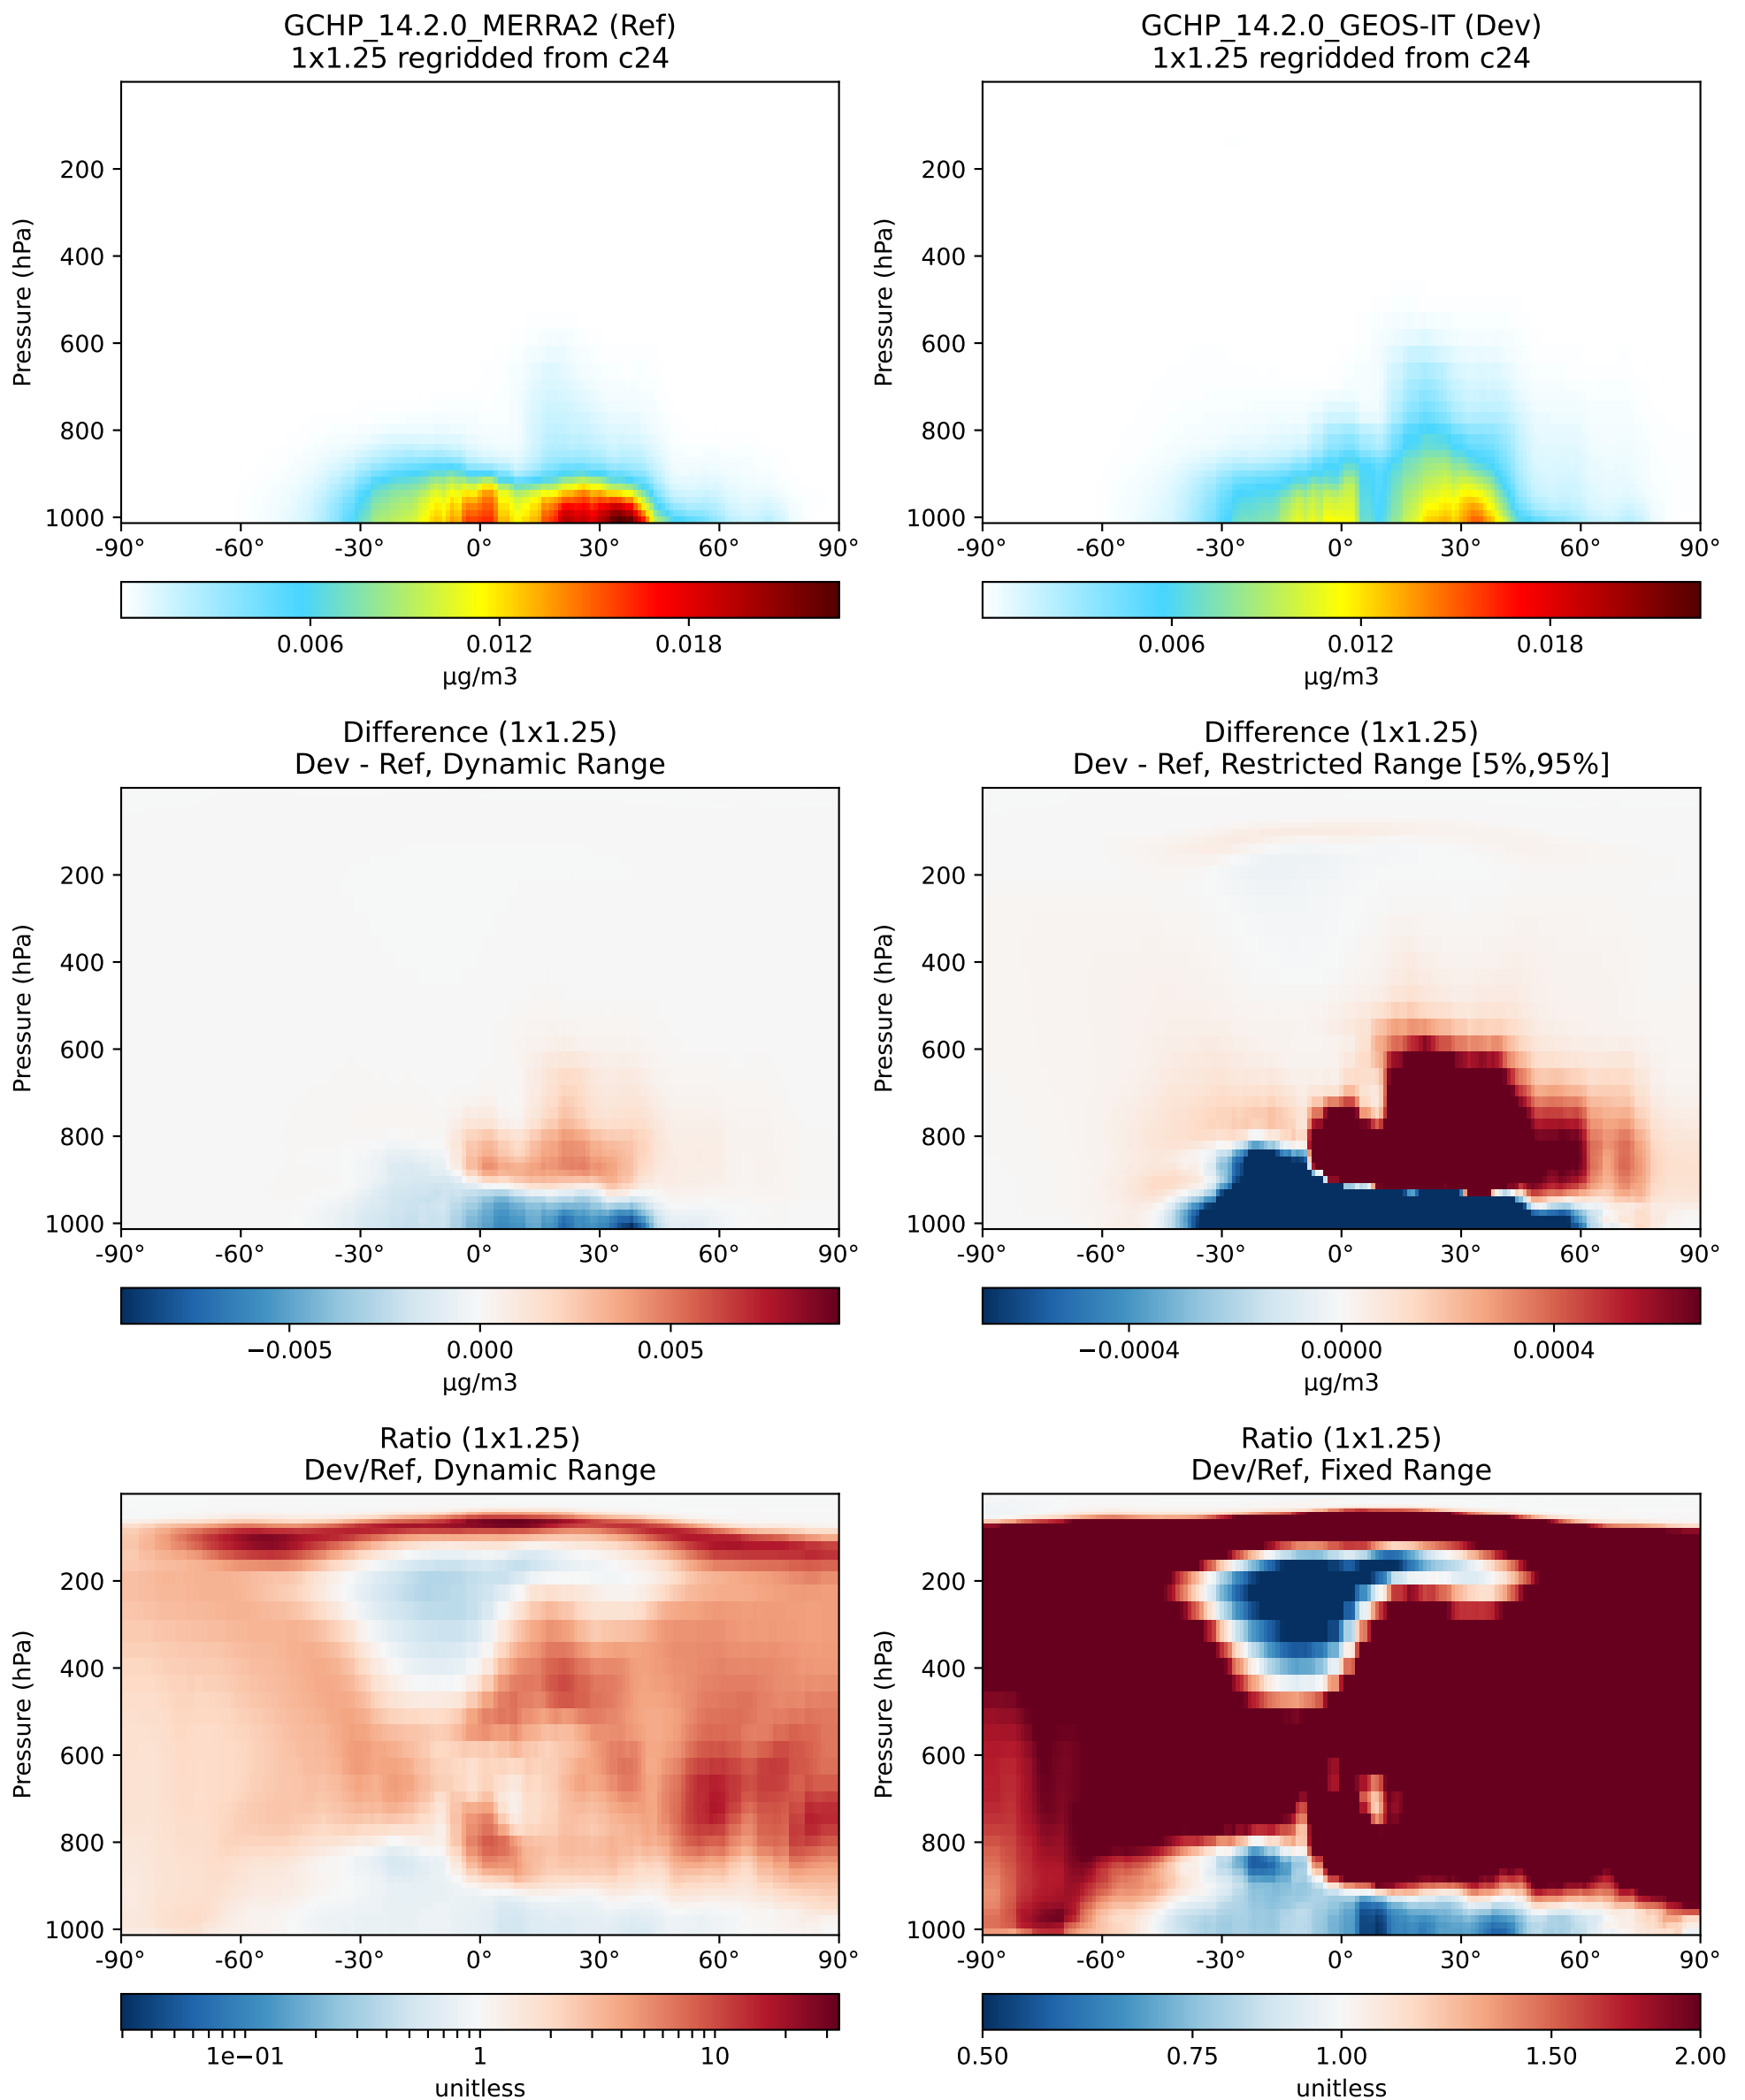 GCHP_14.2.0_MERRA2 (Ref)
1x1.25 regridded from c24
Pressure (hPa)
200
400
600
800
1000
-90° -60° -30° 0° 30° 60° 90°
0.006 0.012 0.018
µg/m3
GCHP_14.2.0_GEOS-IT (Dev)
1x1.25 regridded from c24
Pressure (hPa)
200
400
600
800
1000
-90° -60° -30° 0° 30° 60° 90°
0.006 0.012 0.018
µg/m3
Difference (1x1.25)
Dev - Ref, Dynamic Range
Pressure (hPa)
200
400
600
800
1000
-90° -60° -30° 0° 30° 60° 90°
−0.005 0.000 0.005
µg/m3
Difference (1x1.25)
Dev - Ref, Restricted Range [5%,95%]
Pressure (hPa)
200
400
600
800
1000
-90° -60° -30° 0° 30° 60° 90°
−0.0004 0.0000 0.0004
µg/m3
Ratio (1x1.25)
Dev/Ref, Dynamic Range
Pressure (hPa)
200
400
600
800
1000
-90° -60° -30° 0° 30° 60° 90°
1e−01 1 10
unitless
Ratio (1x1.25)
Dev/Ref, Fixed Range
Pressure (hPa)
200
400
600
800
1000
-90° -60° -30° 0° 30° 60° 90°
0.50 0.75 1.00 1.50 2.00
unitless